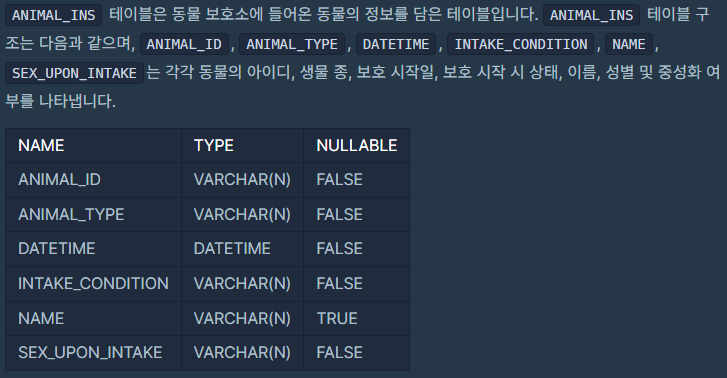 ANIMAL_INS 테이블은 동물 보호소에 들어온 동물의 정보를 담은 테이블입니다. ANIMAL_INS 테이블 구
조는 다음과 같으며, ANIMAL_ID , ANIMAL_TYPE , DATETIME , INTAKE_CONDITION , NAME ,
SEX_UPON_INTAKE 는 각각 동물의 아이디, 생물 종, 보호 시작일, 보호 시작 시 상태, 이름, 성별 및 중성화 여
부를 나타냅니다.
NAME TYPE NULLABLE
ANIMAL_ID VARCHAR(N) FALSE
ANIMAL_TYPE VARCHAR(N) FALSE
DATETIME DATETIME FALSE
INTAKE_CONDITION VARCHAR(N) FALSE
NAME VARCHAR(N) TRUE
SEX_UPON_INTAKE VARCHAR(N) FALSE